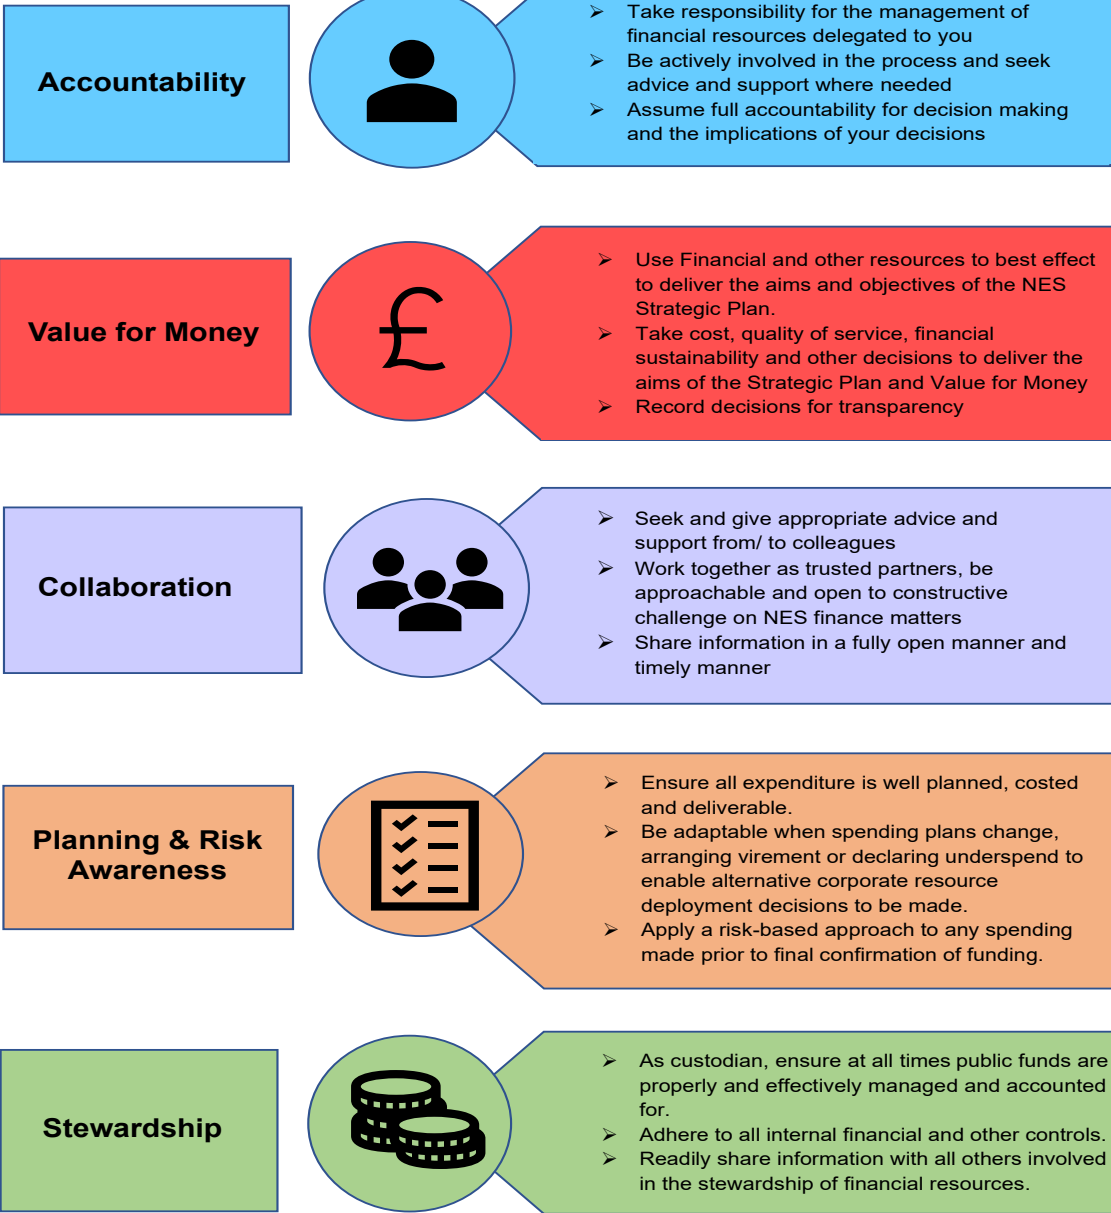 Accountability
➢ Take responsibility for the management of
financial resources delegated to you
➢ Be actively involved in the process and seek
advice and support where needed
➢ Assume full accountability for decision making
and the implications of your decisions
Value for Money
£
➢ Use Financial and other resources to best effect
to deliver the aims and objectives of the NES
Strategic Plan.
➢ Take cost, quality of service, financial
sustainability and other decisions to deliver the
aims of the Strategic Plan and Value for Money
➢ Record decisions for transparency
Collaboration
➢ Seek and give appropriate advice and
support from/ to colleagues
➢ Work together as trusted partners, be
approachable and open to constructive
challenge on NES finance matters
➢ Share information in a fully open manner and
timely manner
Planning & Risk
Awareness
➢ Ensure all expenditure is well planned, costed
and deliverable.
➢ Be adaptable when spending plans change,
arranging virement or declaring underspend to
enable alternative corporate resource
deployment decisions to be made.
➢ Apply a risk-based approach to any spending
made prior to final confirmation of funding.
Stewardship
➢ As custodian, ensure at all times public funds are
properly and effectively managed and accounted
for.
➢ Adhere to all internal financial and other controls.
➢ Readily share information with all others involved
in the stewardship of financial resources.